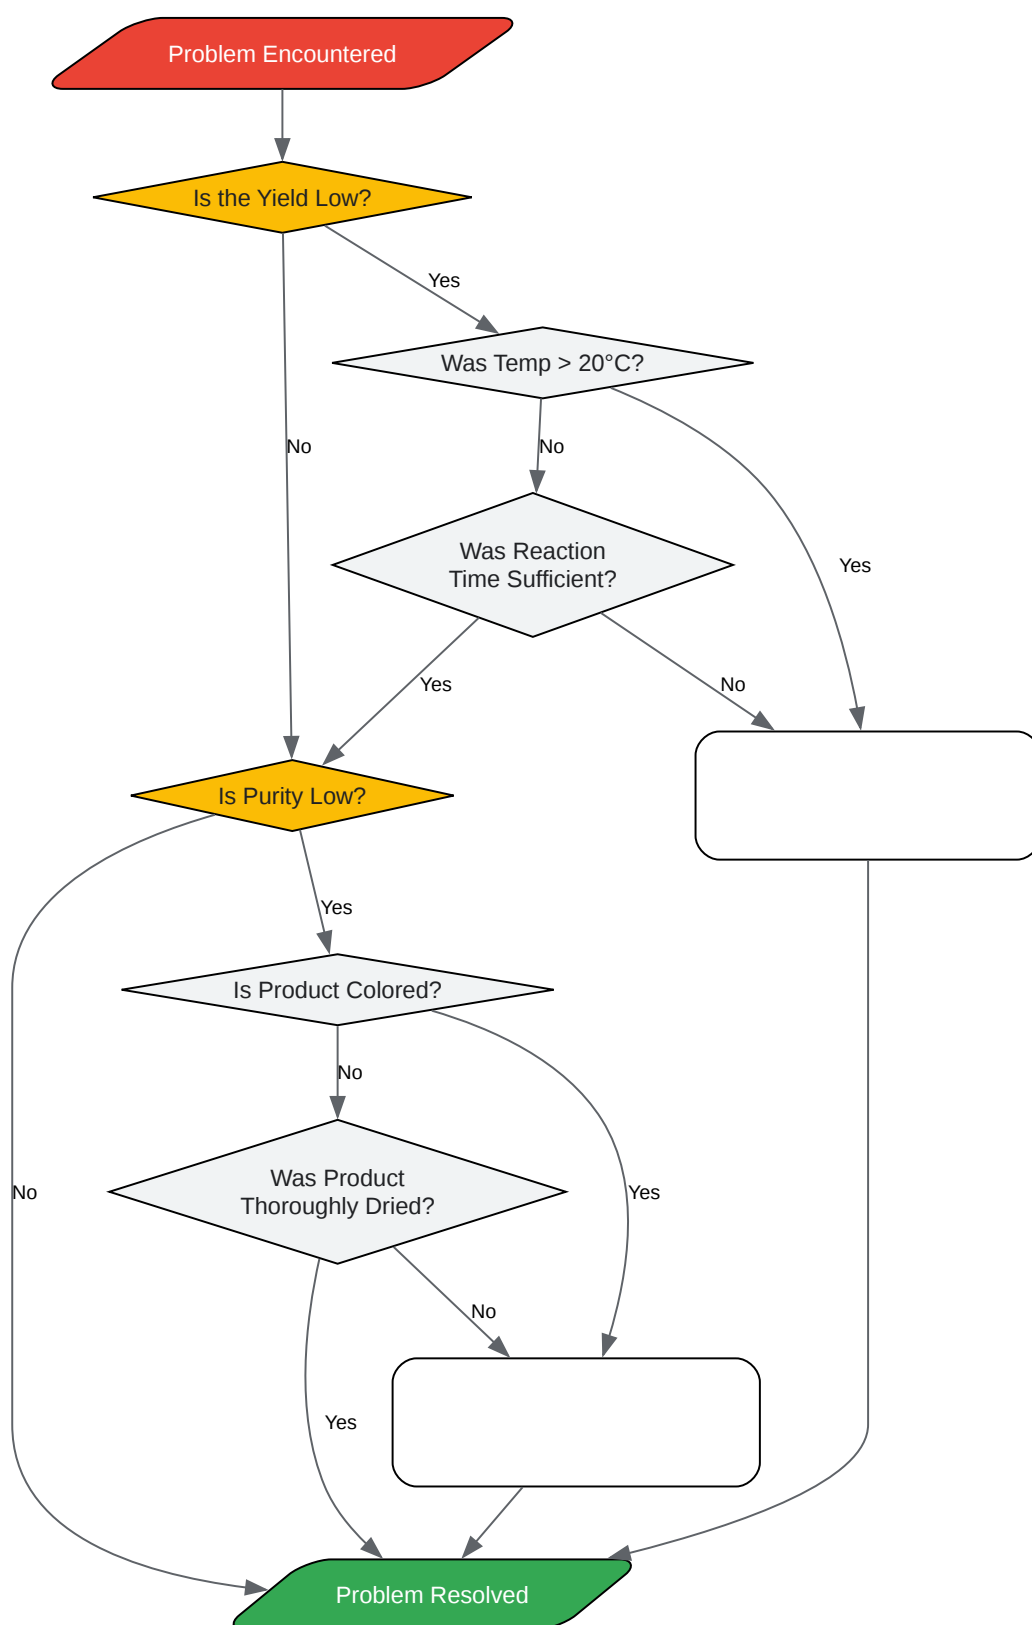 Problem Encountered
Is the Yield Low?
Yes
Was Temp > 20°C?
No
No
Was Reaction
Time Sufficient?
Yes
Yes
No
Is Purity Low?
Yes
Is Product Colored?
No
Was Product
Thoroughly Dried?
No
Yes
No
Yes
Problem Resolved